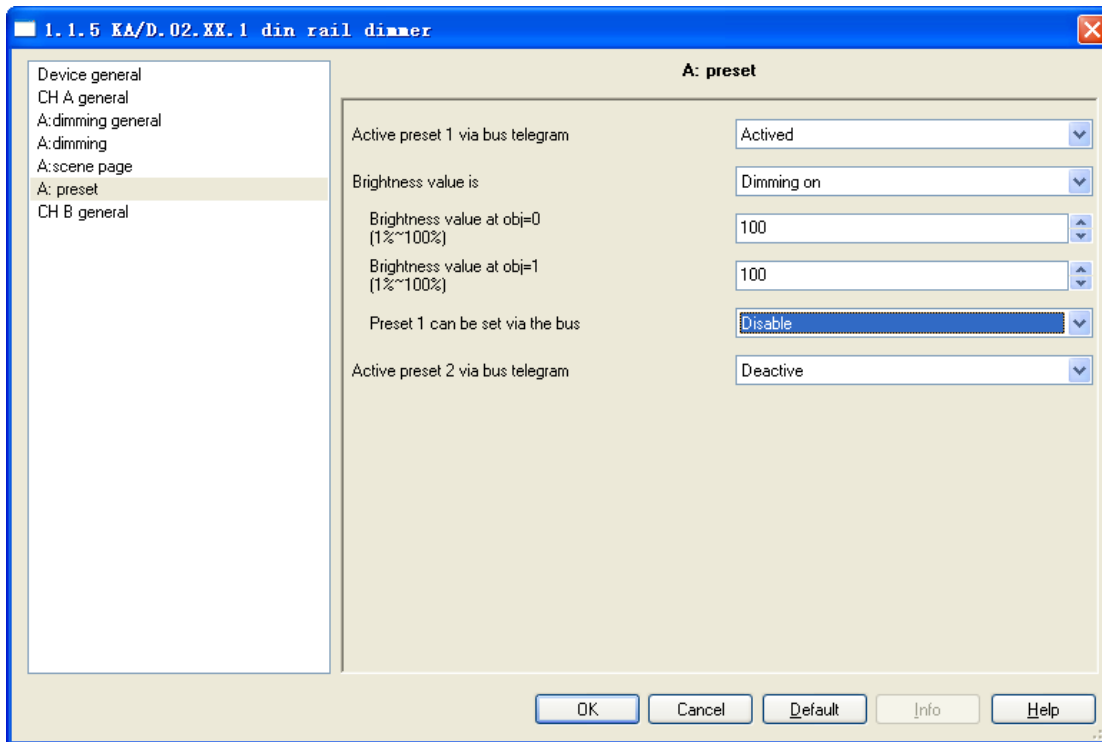 1.1.5 KA/D.02.XX.1 din rail dimmer
Device general
CH A general
A:dimming general
A:dimming
A:scene page
A: preset
CH B general
A: preset
Active preset 1 via bus telegram
Actived
Brightness value is
Dimming on
Brightness value at obj=0
(1%~100%)
100
Brightness value at obj=1
(1%~100%)
100
Preset 1 can be set via the bus
Disable
Active preset 2 via bus telegram
Deactive
OK
Cancel
Default
Info
Help